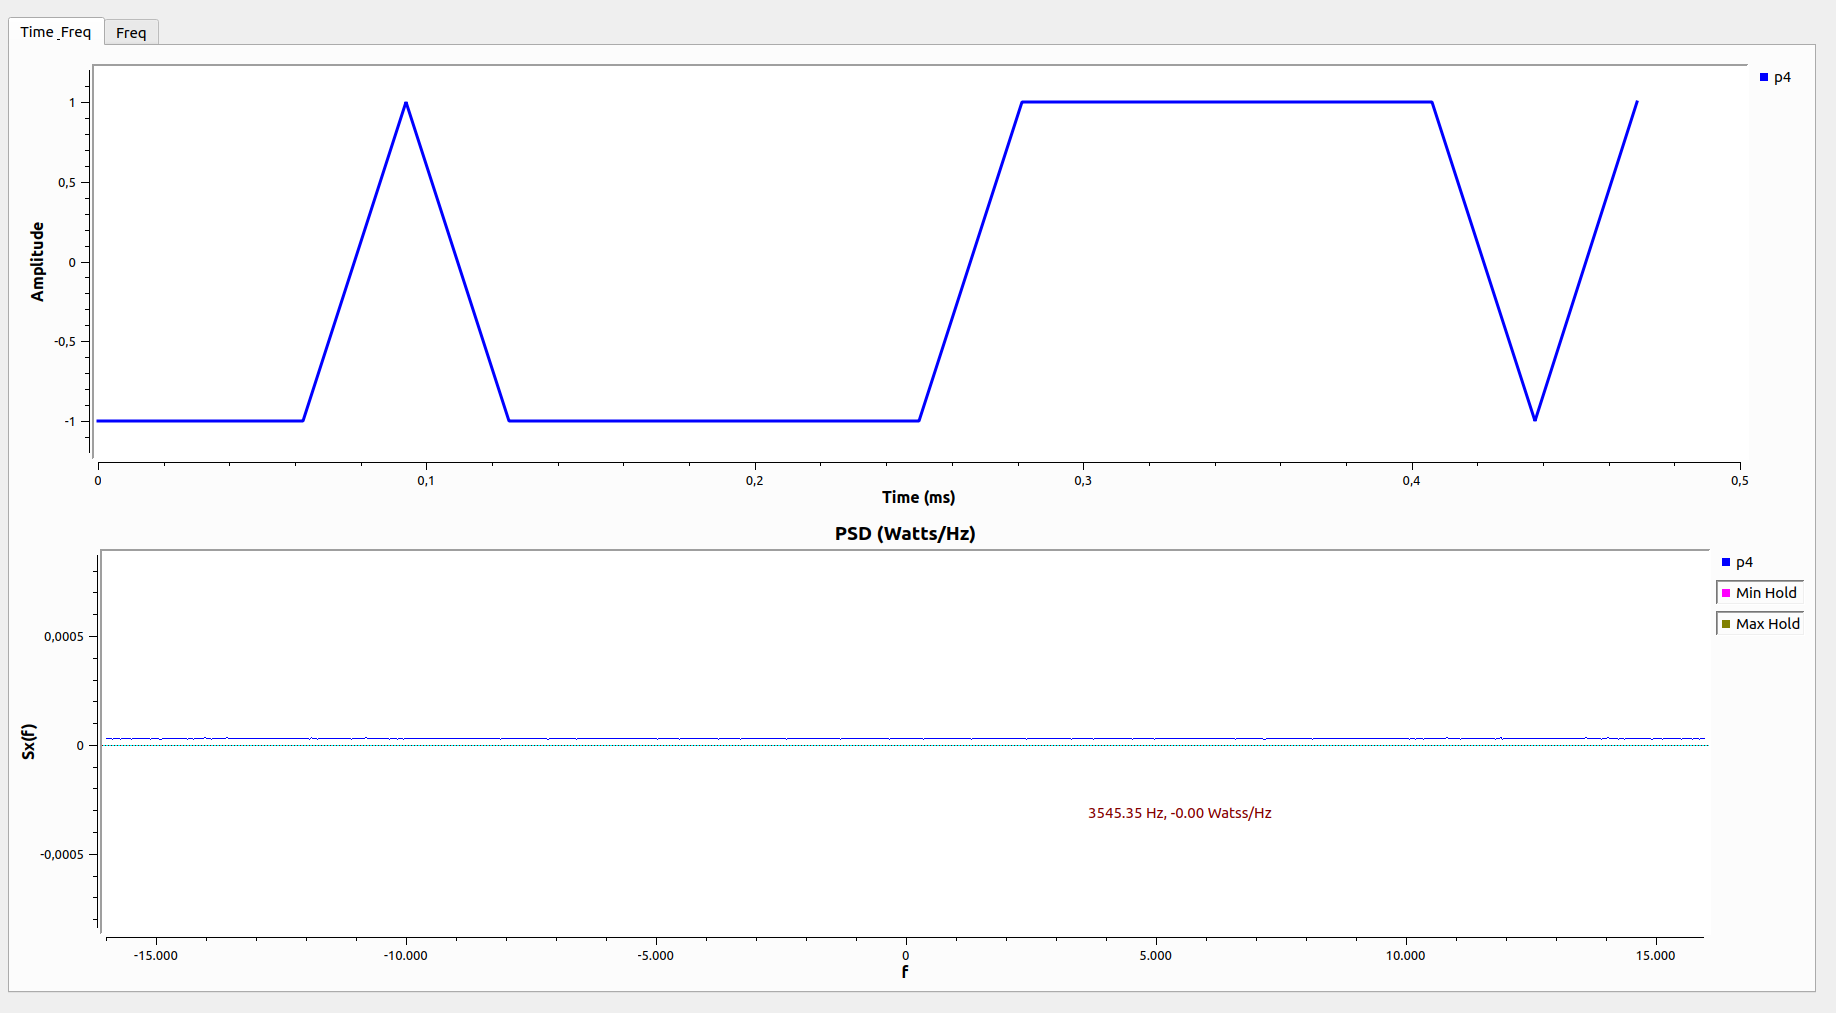 Time _Freq
Freq
p4
1
0,5
0
-0,5
-1
Amplitude
0
0,1
0,2
0,3
0,4
0,5
Time (ms)
PSD (Watts/Hz)
p4
Min Hold
Max Hold
0,0005
0
-0,0005
Sx(f)
3545.35 Hz, -0.00 Watss/Hz
-15.000
-10.000
-5.000
0
5.000
10.000
15.000
f